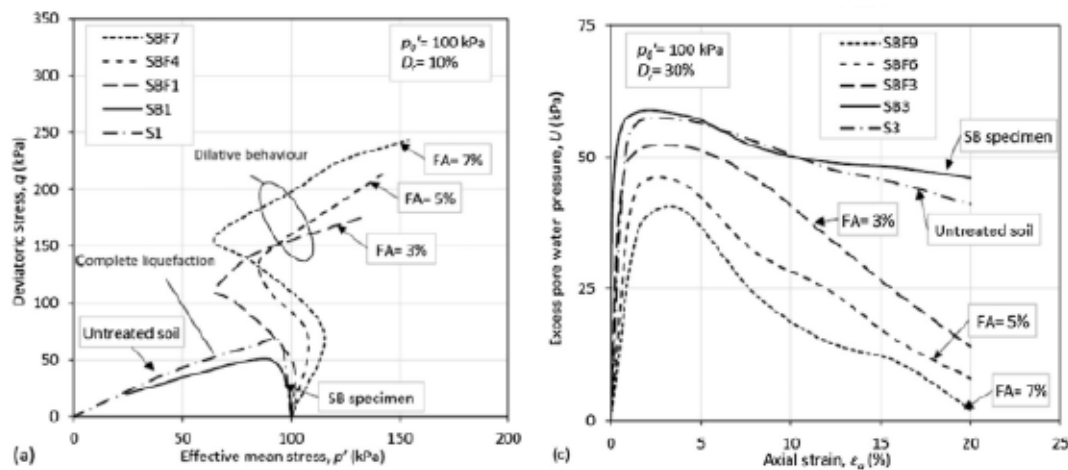 350
300
250
200
150
100
50
0
0 50 100 150 200
Deviatoric stress, q (kPa)
Effective mean stress, p' (kPa)
(a)
SBF7
SBF4
SBF1
SB1
S1
p₀'= 100 kPa
Dᵣ= 10%
Dilative behaviour
FA= 7%
FA= 5%
FA= 3%
Complete liquefaction
Untreated soil
SB specimen
75
50
25
0
0 5 10 15 20 25
Excess pore water pressure, U (kPa)
Axial strain, εₐ (%)
(c)
p₀'= 100 kPa
Dᵣ= 30%
SBF9
SBF6
SBF3
SB3
S3
SB specimen
FA= 3%
Untreated soil
FA= 5%
FA= 7%